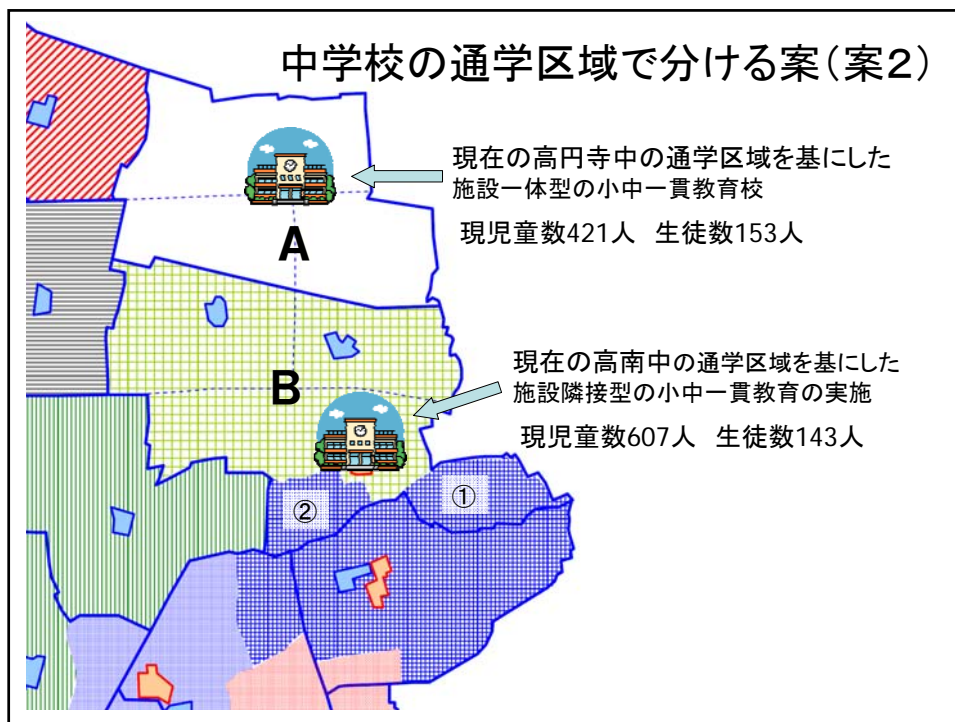 中学校の通学区域で分ける案(案2)
現在の高円寺中の通学区域を基にした
施設一体型の小中一貫教育校
現児童数421人 生徒数153人
A
現在の高南中の通学区域を基にした
施設隣接型の小中一貫教育の実施
現児童数607人 生徒数143人
B
①
②